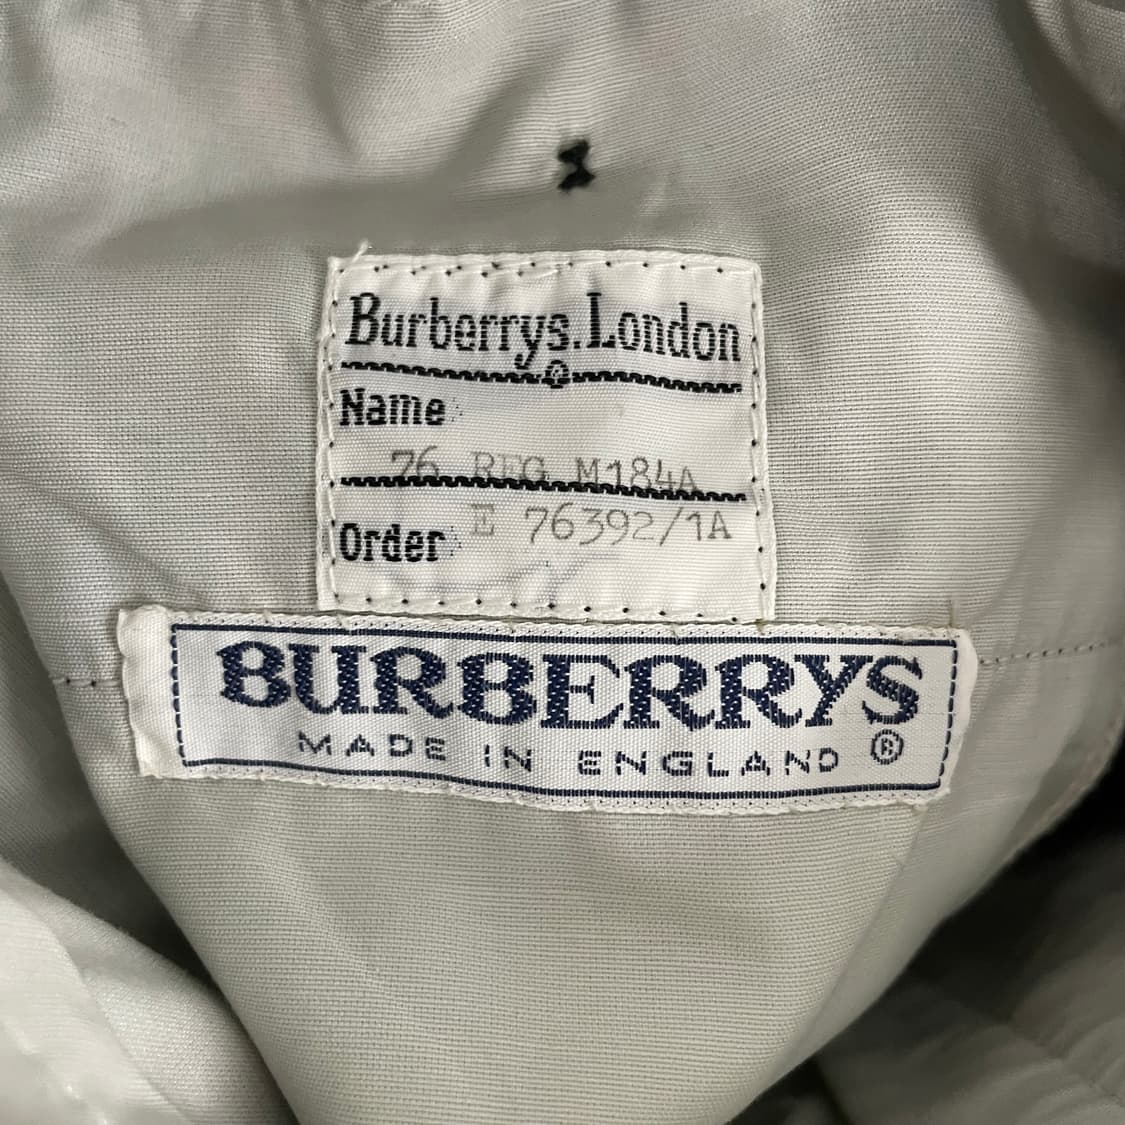 Burberrys.London
Name
76 REG M184A
Order E 76392/1A
BURBERRYS
MADE IN ENGLAND ®